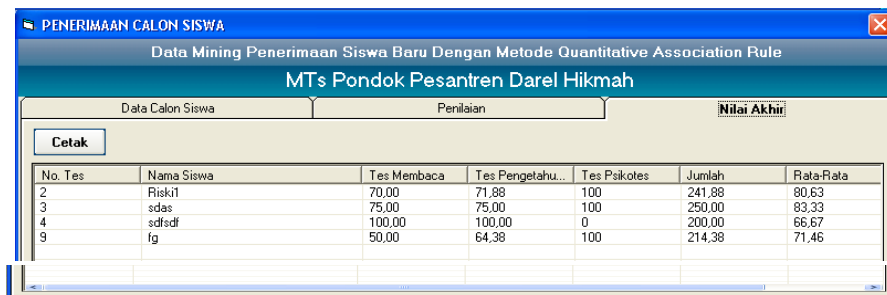 PENERIMAAN CALON SISWA
Data Mining Penerimaan Siswa Baru Dengan Metode Quantitative Association Rule
MTs Pondok Pesantren Darel Hikmah
Data Calon Siswa Penilaian Nilai Akhir
Cetak
No. Tes Nama Siswa Tes Membaca Tes Pengetahu... Tes Psikotes Jumlah Rata-Rata
2 Riski1 70,00 71,88 100 241,88 80,63
3 sdas 75,00 75,00 100 250,00 83,33
4 sdfsdf 100,00 100,00 0 200,00 66,67
9 fg 50,00 64,38 100 214,38 71,46